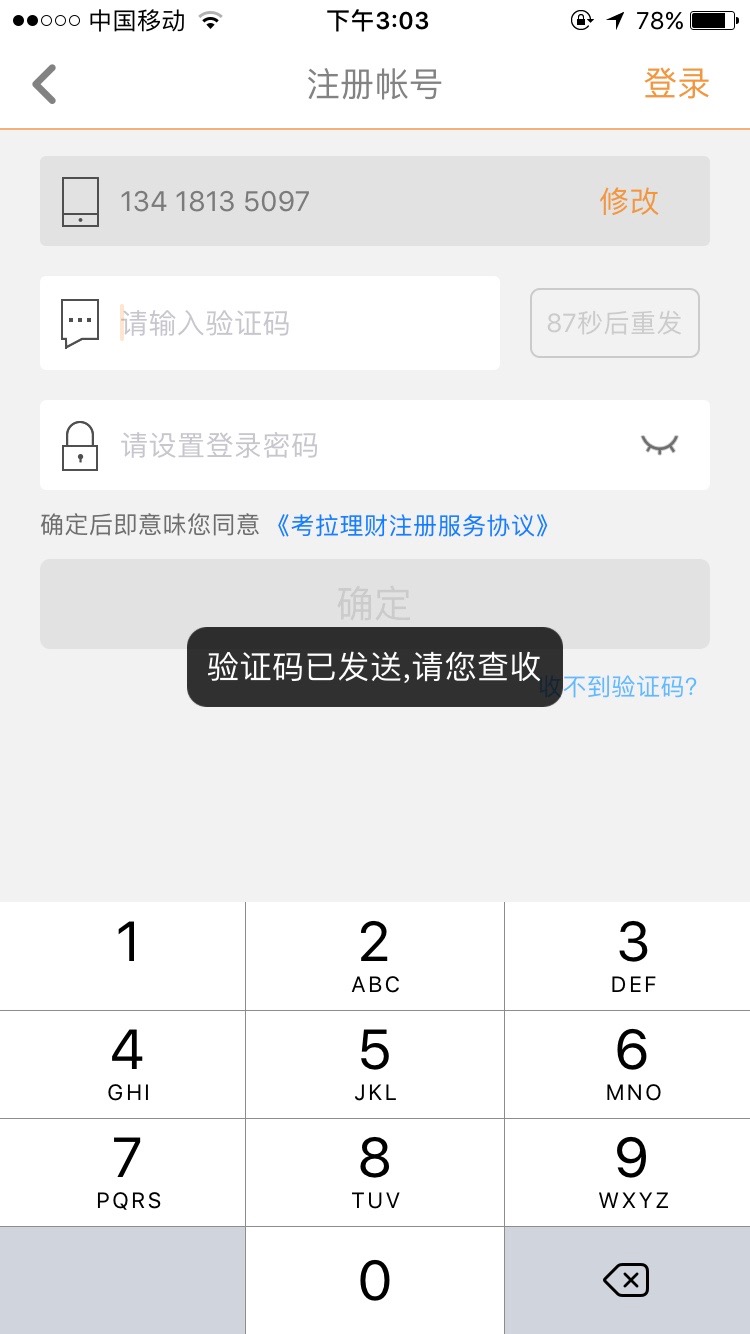 中国移动 下午3:03 78%
注册帐号 登录
134 1813 5097 修改
请输入验证码 87秒后重发
请设置登录密码
确定后即意味您同意 《考拉理财注册服务协议》
确定
验证码已发送,请您查收
收不到验证码?
1 2 3
ABC DEF
4 5 6
GHI JKL MNO
7 8 9
PQRS TUV WXYZ
0